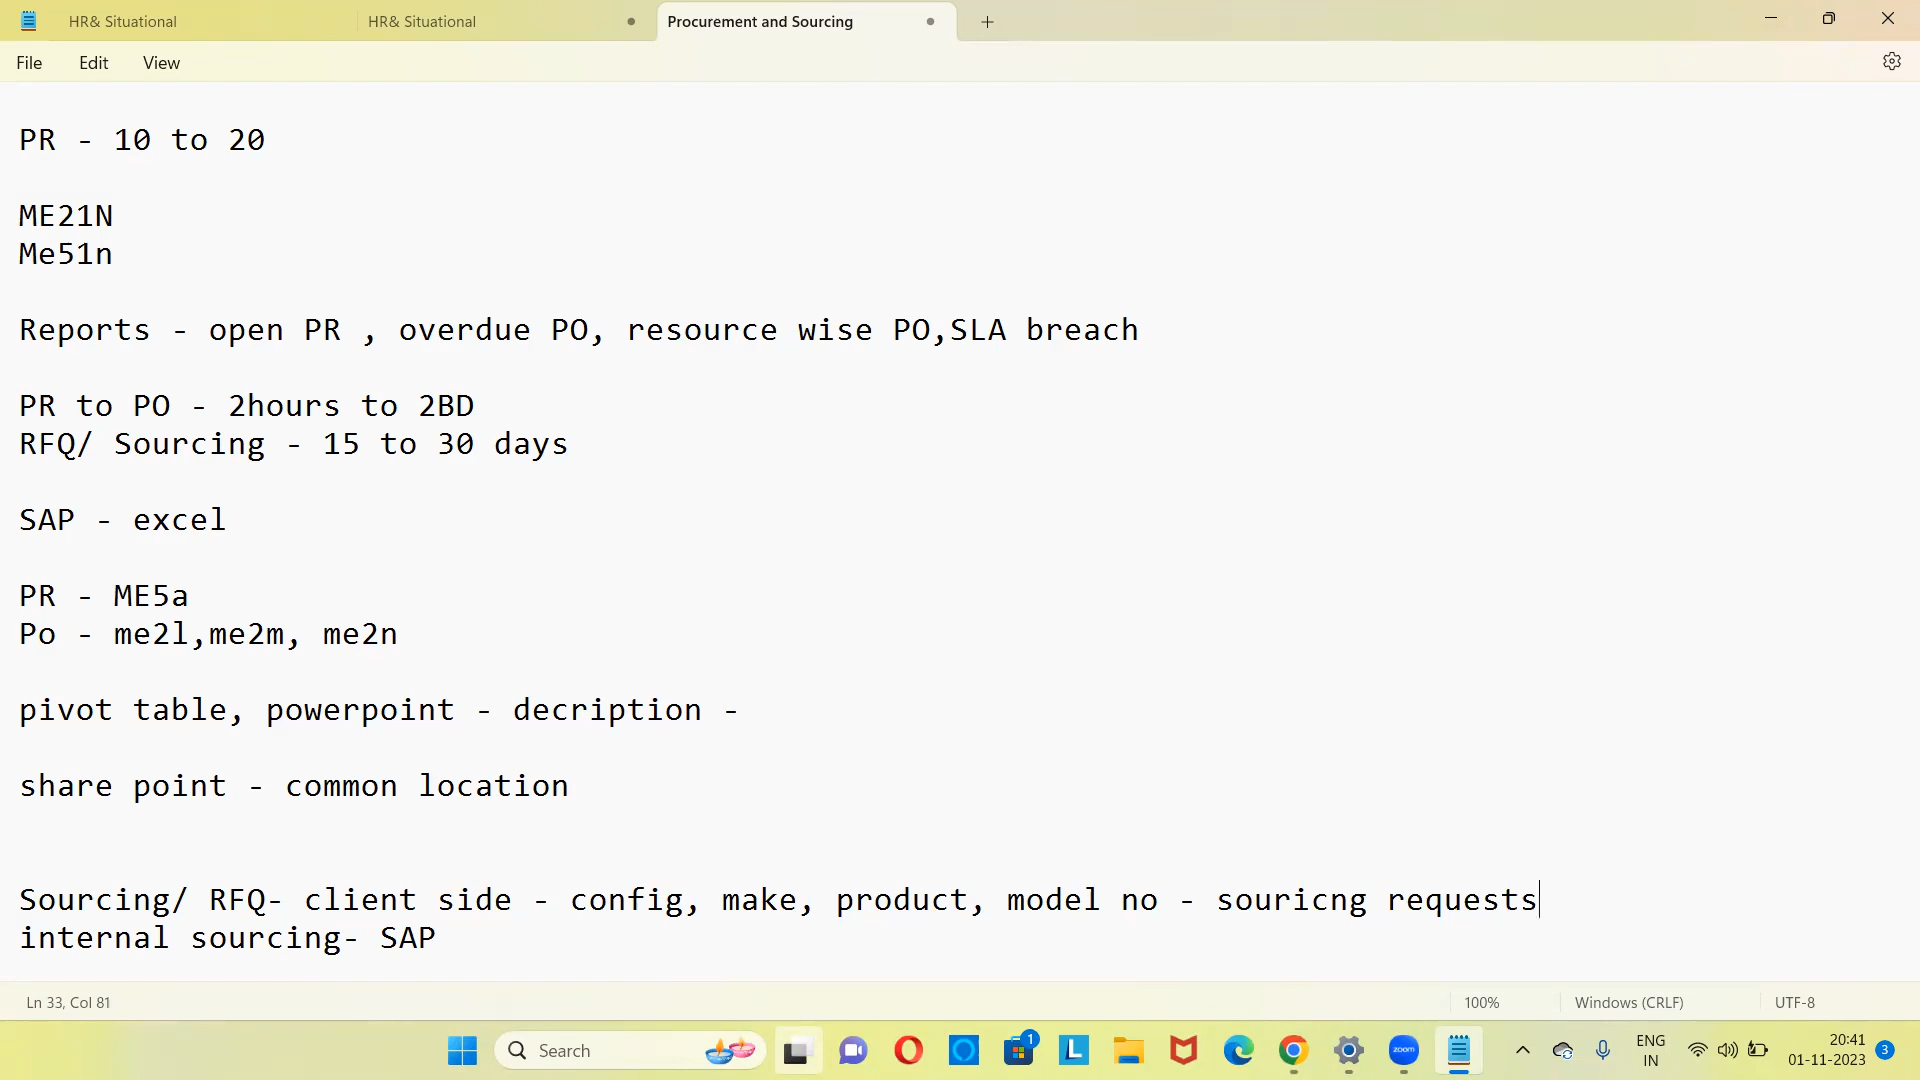 HR& Situational
HR& Situational
Procurement and Sourcing
File Edit View
PR - 10 to 20
ME21N
Me51n
Reports - open PR , overdue PO, resource wise PO,SLA breach
PR to PO - 2hours to 2BD
RFQ/ Sourcing - 15 to 30 days
SAP - excel
PR - ME5a
Po - me2l,me2m, me2n
pivot table, powerpoint - decription -
share point - common location
Sourcing/ RFQ- client side - config, make, product, model no - souricng requests
internal sourcing- SAP
Ln 33, Col 81
100%
Windows (CRLF)
UTF-8
Search
1
L
zoom
ENG
IN
20:41
01-11-2023
3